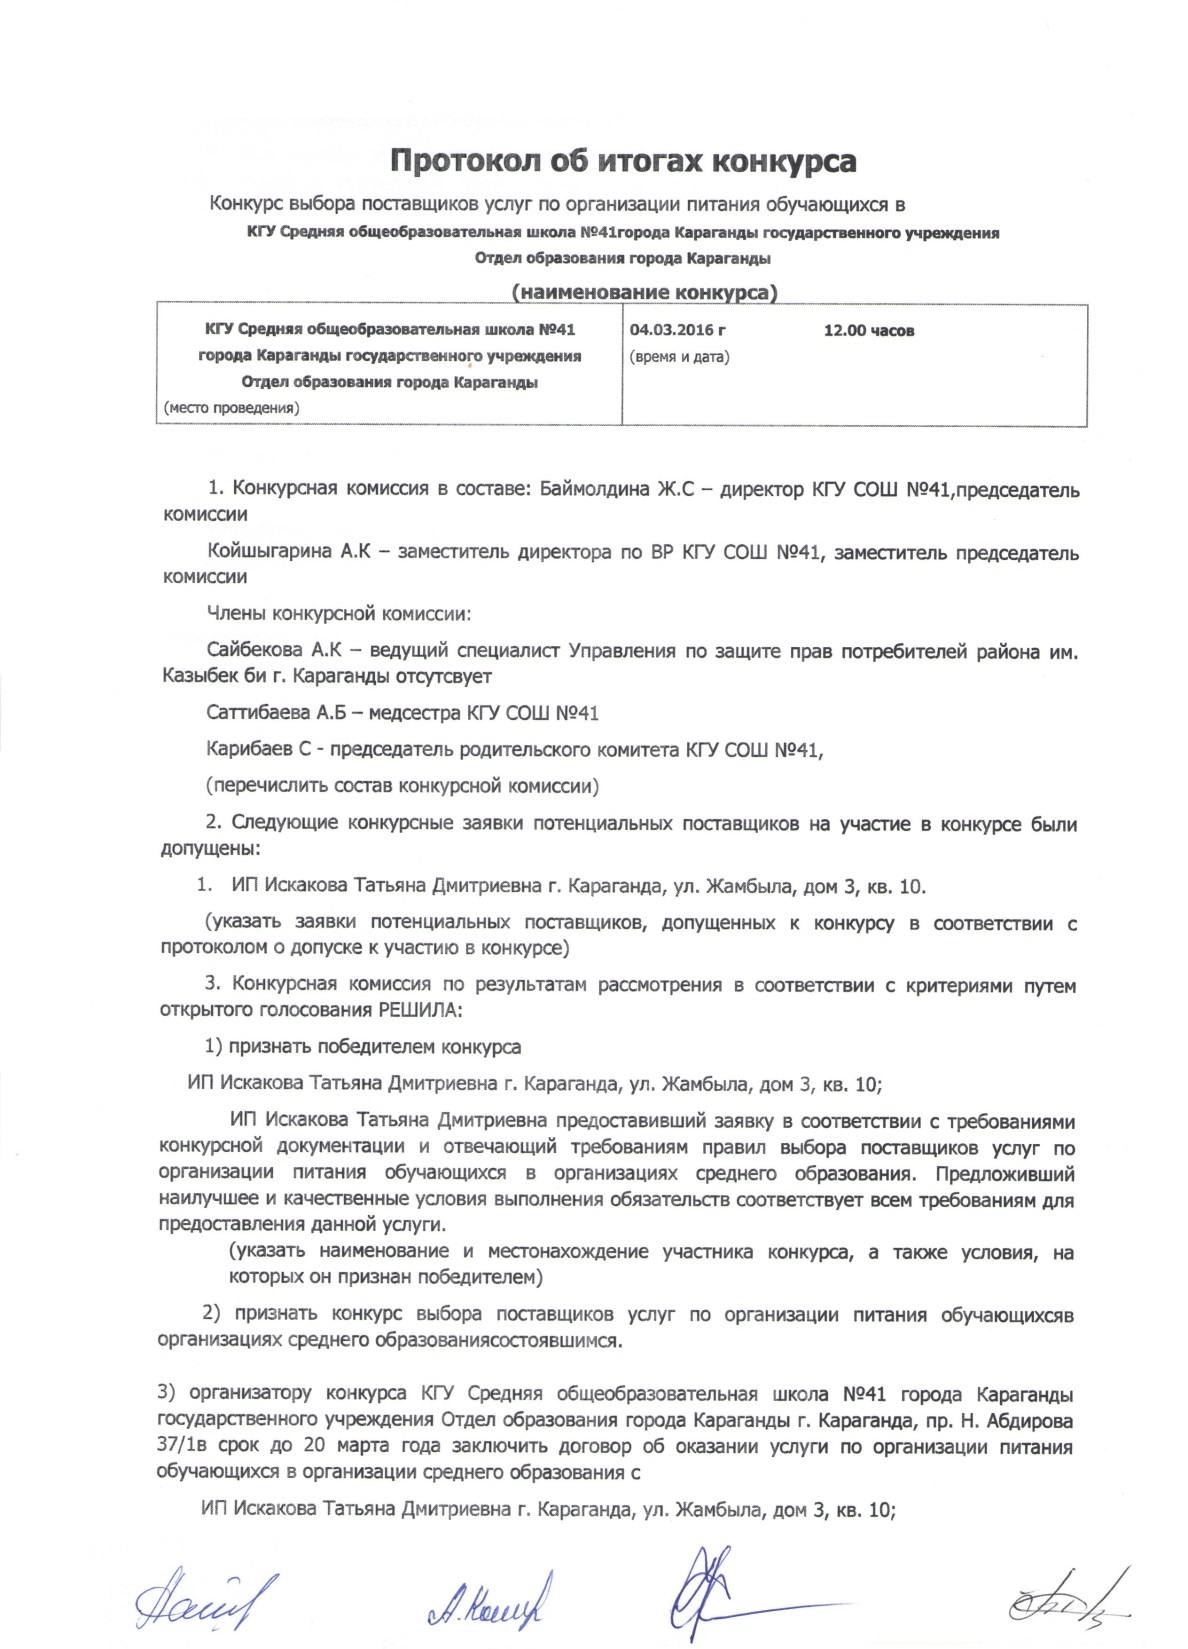 Протокол об итогах конкурса
Конкурс выбора поставщиков услуг по организации питания обучающихся в
КГУ Средняя общеобразовательная школа №41города Караганды государственного учреждения
Отдел образования города Караганды
(наименование конкурса)
КГУ Средняя общеобразовательная школа №41
города Караганды государственного учреждения
Отдел образования города Караганды
(место проведения)
04.03.2016 г 12.00 часов
(время и дата)
1. Конкурсная комиссия в составе: Баймолдина Ж.С – директор КГУ СОШ №41,председатель
комиссии
Койшыгарина А.К – заместитель директора по ВР КГУ СОШ №41, заместитель председатель
комиссии
Члены конкурсной комиссии:
Сайбекова А.К – ведущий специалист Управления по защите прав потребителей района им.
Казыбек би г. Караганды отсутсвует
Саттибаева А.Б – медсестра КГУ СОШ №41
Карибаев С - председатель родительского комитета КГУ СОШ №41,
(перечислить состав конкурсной комиссии)
2. Следующие конкурсные заявки потенциальных поставщиков на участие в конкурсе были
допущены:
1. ИП Искакова Татьяна Дмитриевна г. Караганда, ул. Жамбыла, дом 3, кв. 10.
(указать заявки потенциальных поставщиков, допущенных к конкурсу в соответствии с
протоколом о допуске к участию в конкурсе)
3. Конкурсная комиссия по результатам рассмотрения в соответствии с критериями путем
открытого голосования РЕШИЛА:
1) признать победителем конкурса
ИП Искакова Татьяна Дмитриевна г. Караганда, ул. Жамбыла, дом 3, кв. 10;
ИП Искакова Татьяна Дмитриевна предоставивший заявку в соответствии с требованиями
конкурсной документации и отвечающий требованиям правил выбора поставщиков услуг по
организации питания обучающихся в организациях среднего образования. Предложивший
наилучшее и качественные условия выполнения обязательств соответствует всем требованиям для
предоставления данной услуги.
(указать наименование и местонахождение участника конкурса, а также условия, на
которых он признан победителем)
2) признать конкурс выбора поставщиков услуг по организации питания обучающихсяв
организациях среднего образованиясостоявшимся.
3) организатору конкурса КГУ Средняя общеобразовательная школа №41 города Караганды
государственного учреждения Отдел образования города Караганды г. Караганда, пр. Н. Абдирова
37/1в срок до 20 марта года заключить договор об оказании услуги по организации питания
обучающихся в организации среднего образования с
ИП Искакова Татьяна Дмитриевна г. Караганда, ул. Жамбыла, дом 3, кв. 10;